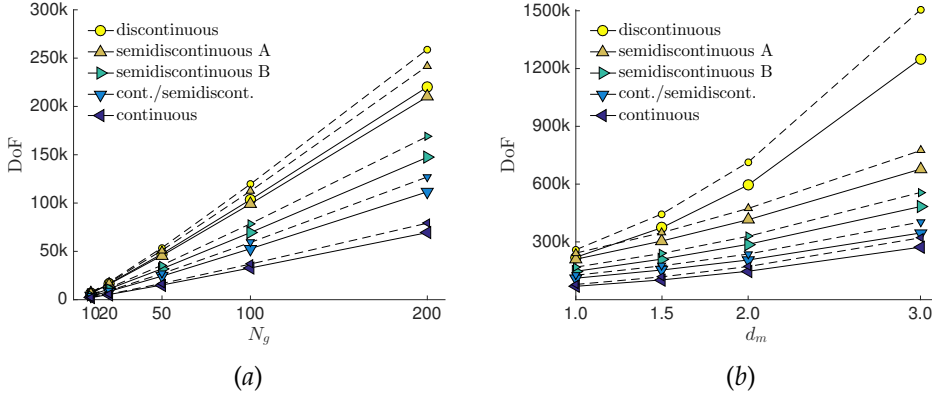 300k
250k
200k
150k
100k
50k
0
DoF
discontinuous
semidiscontinuous A
semidiscontinuous B
cont./semidiscont.
continuous
10 20 50 100 200
N_g
(a)
1500k
1200k
900k
600k
300k
DoF
discontinuous
semidiscontinuous A
semidiscontinuous B
cont./semidiscont.
continuous
1.0 1.5 2.0 3.0
d_m
(b)